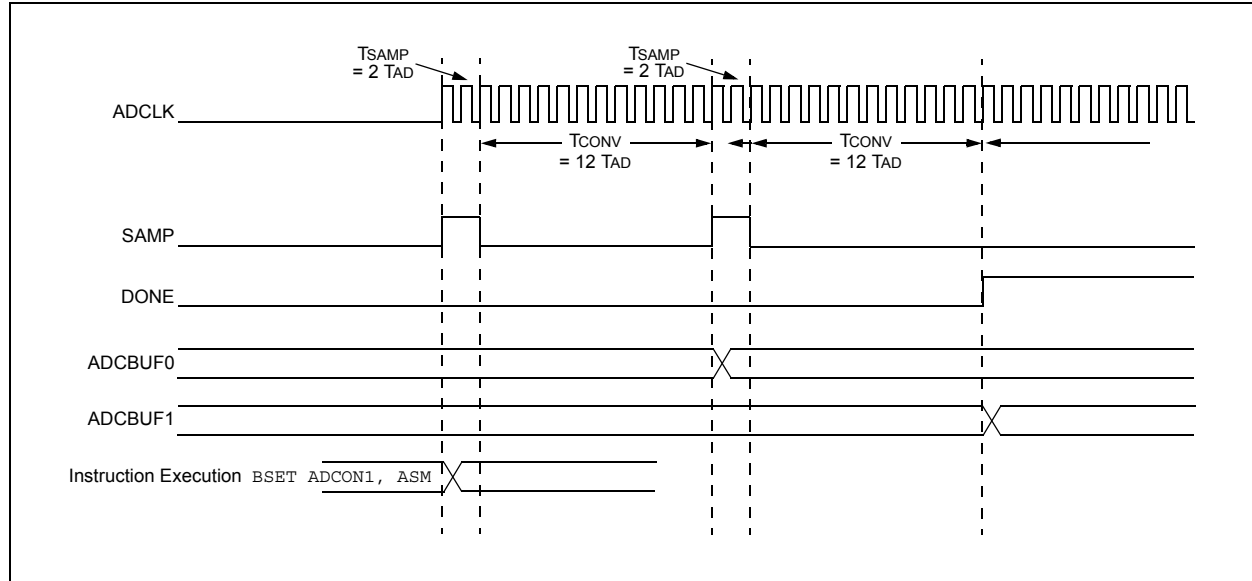 TSAMP
= 2 TAD
TSAMP
= 2 TAD
ADCLK
TCONV
= 12 TAD
TCONV
= 12 TAD
SAMP
DONE
ADCBUF0
ADCBUF1
Instruction Execution BSET ADCON1, ASM